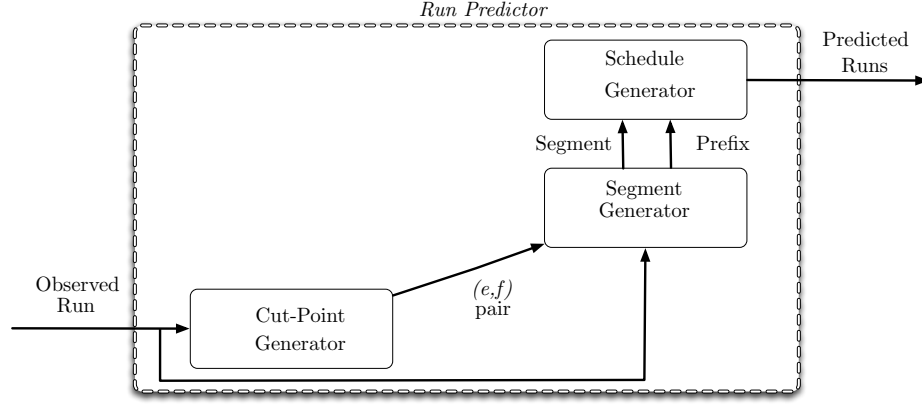 Run Predictor
Schedule
Generator
Predicted
Runs
Segment
Prefix
Segment
Generator
Observed
Run
(e,f)
pair
Cut-Point
Generator